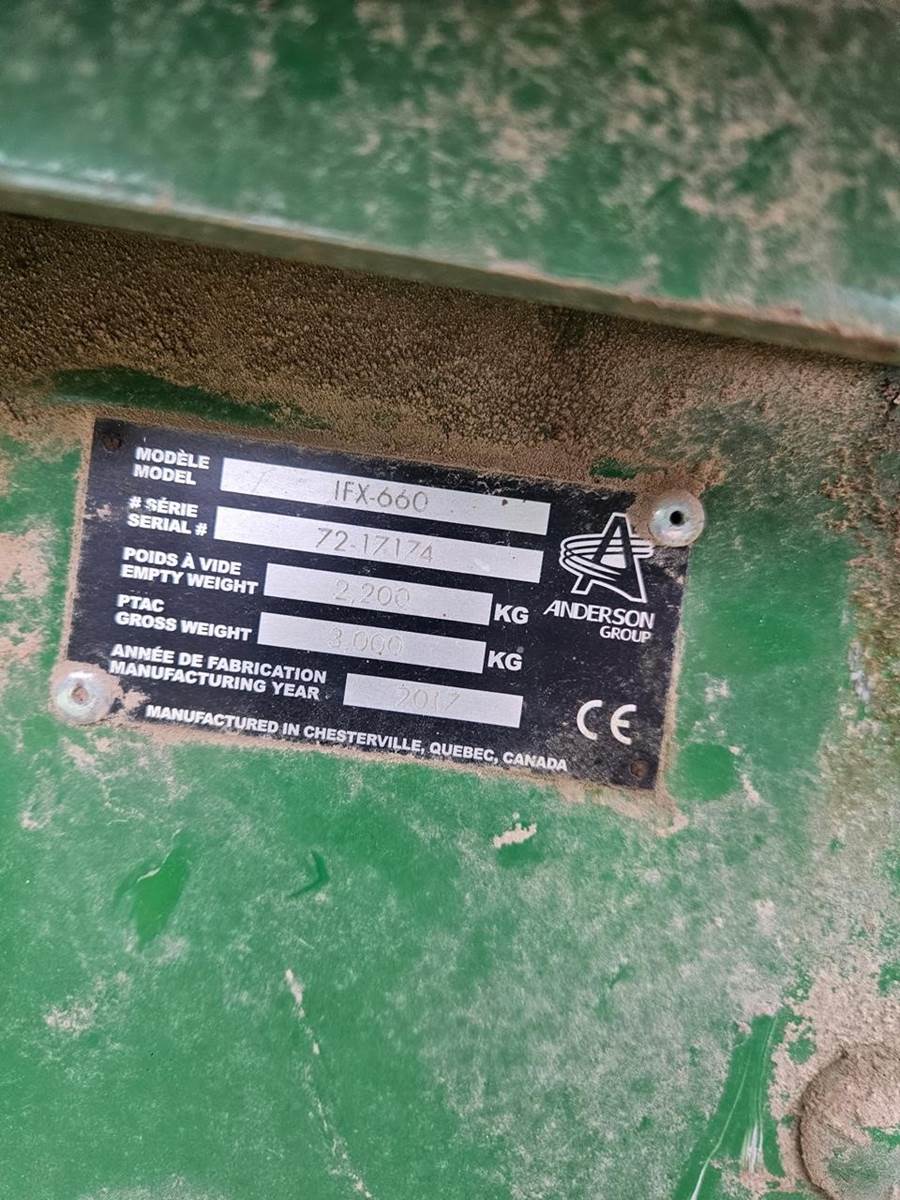 MODÈLE
MODEL
IFX-660
# SÉRIE
SERIAL #
72-17174
POIDS À VIDE
EMPTY WEIGHT
2,200 KG
PTAC
GROSS WEIGHT
3,000 KG
ANNÉE DE FABRICATION
MANUFACTURING YEAR
2017
MANUFACTURED IN CHESTERVILLE, QUEBEC, CANADA
ANDERSON
GROUP
CE